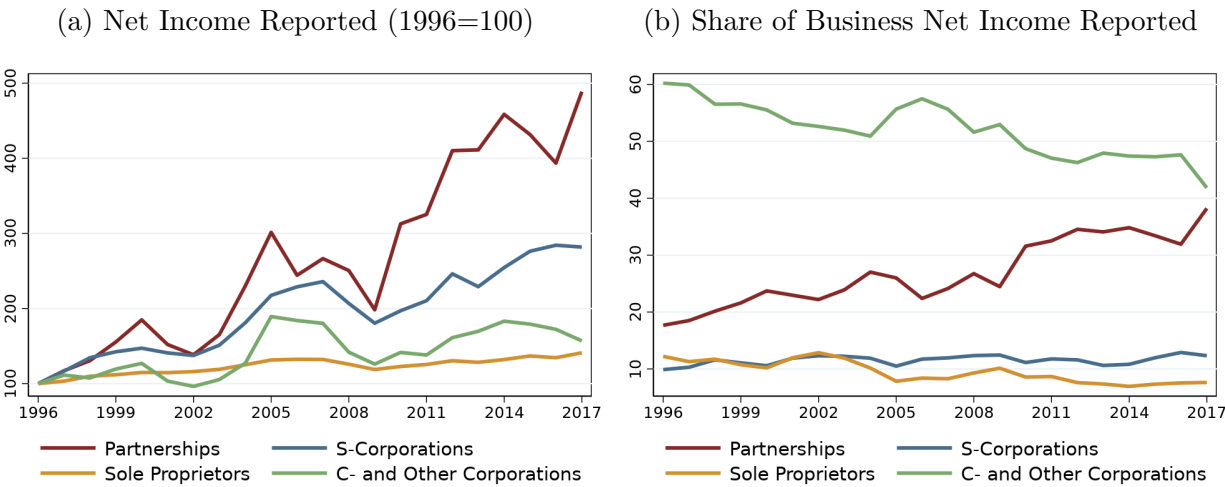 (a) Net Income Reported (1996=100)
500
400
300
200
100
1996 1999 2002 2005 2008 2011 2014 2017
Partnerships S-Corporations
Sole Proprietors C- and Other Corporations
(b) Share of Business Net Income Reported
60
50
40
30
20
10
1996 1999 2002 2005 2008 2011 2014 2017
Partnerships S-Corporations
Sole Proprietors C- and Other Corporations